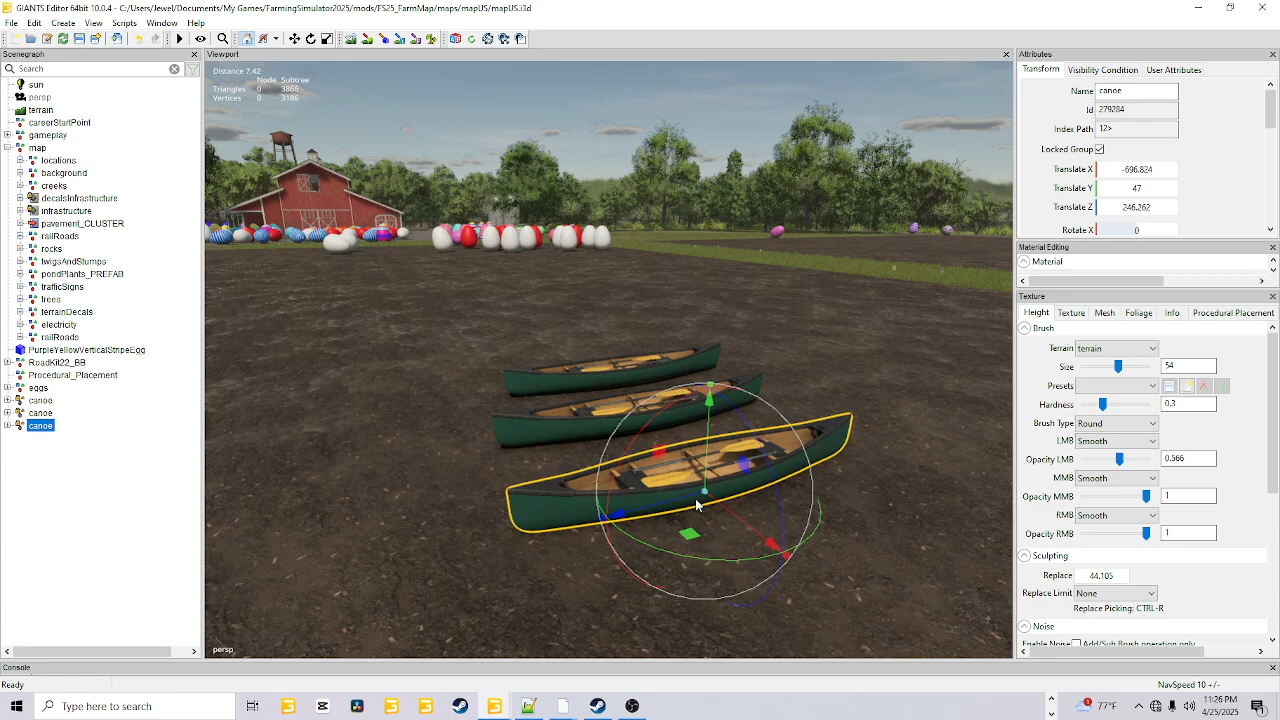 GIANTS Editor 64bit 10.0.4 - C:/Users/Jewel/Documents/My Games/FarmingSimulator2025/mods/FS25_FarmMap/maps/mapUS/mapUS.i3d
File Edit View Create Scripts Window Help
Scenegraph
Search
sun
persp
terrain
careerStartPoint
gameplay
map
locations
background
creeks
decalsInfrastructure
infrastructure
pavement_CLUSTER
railRoads
rocks
twigsAndStumps
pondPlants_PREFAB
trafficSigns
trees
terrainDecals
electricity
railRoads
PurpleYellowVerticalStripeEgg
RoadKit22_BB
Procedural_Placement
eggs
canoe
canoe
canoe
Viewport
Distance 7.42
Node Subtree
Triangles 0 3866
Vertices 0 3186
persp
Attributes
Transform Visibility Condition User Attributes
Name canoe
Id 279284
Index Path 12>
Locked Group
Translate X -696.824
Translate Y 47
Translate Z 246.262
Rotate X 0
Material Editing
Material
Texture
Height Texture Mesh Foliage Info Procedural Placement
Brush
Terrain terrain
Size 54
Presets
Hardness 0.3
Brush Type Round
LMB Smooth
Opacity LMB 0.566
MMB Smooth
Opacity MMB 1
RMB Smooth
Opacity RMB 1
Sculpting
Replace 44.105
Replace Limit None
Replace Picking: CTRL-R
Noise
Console
Ready
NavSpeed 10 +/-
Type here to search
77°F
11:26 PM
4/25/2025